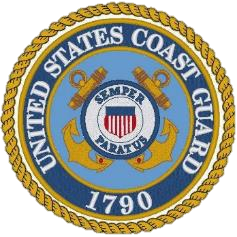 UNITED STATES COAST GUARD
SEMPER
PARATUS
1790